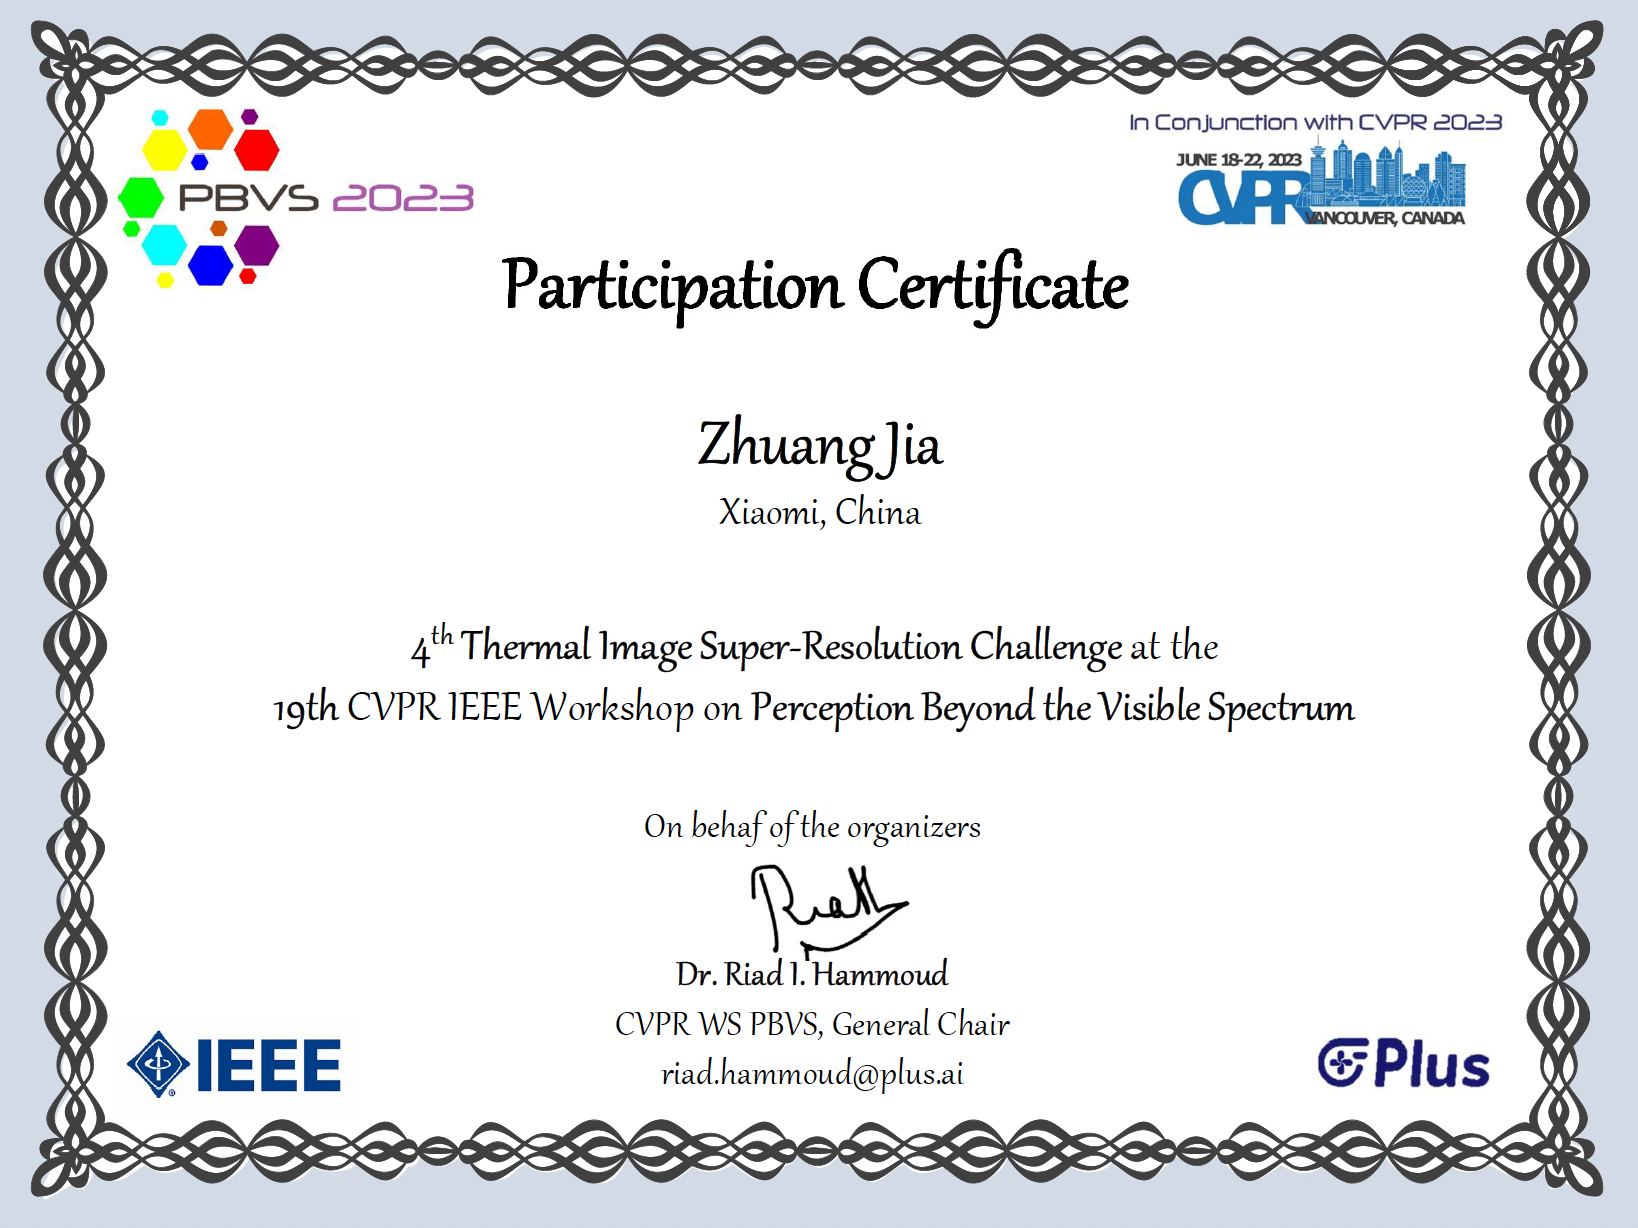 In Conjunction with CVPR 2023
JUNE 18-22, 2023
CVPR
VANCOUVER, CANADA
PBVS 2023
Participation Certificate
Zhuang Jia
Xiaomi, China
4th Thermal Image Super-Resolution Challenge at the
19th CVPR IEEE Workshop on Perception Beyond the Visible Spectrum
On behaf of the organizers
Riad
Dr. Riad I. Hammoud
CVPR WS PBVS, General Chair
riad.hammoud@plus.ai
IEEE
Plus